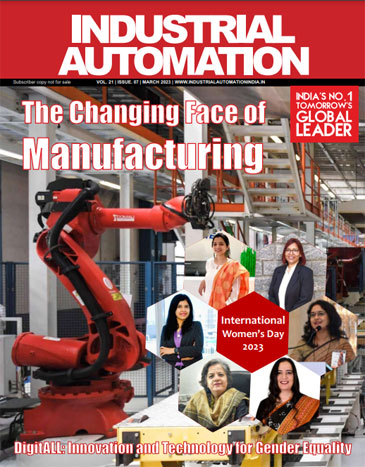 INDUSTRIAL
AUTOMATION
Subscriber copy not for sale
VOL. 21 | ISSUE. 07 | MARCH 2023 | WWW.INDUSTRIALAUTOMATIONINDIA.IN
The Changing Face of
Manufacturing
INDIA'S NO.1
TOMORROW'S
GLOBAL
LEADER
International
Women's Day
2023
DigitALL: Innovation and Technology for Gender Equality